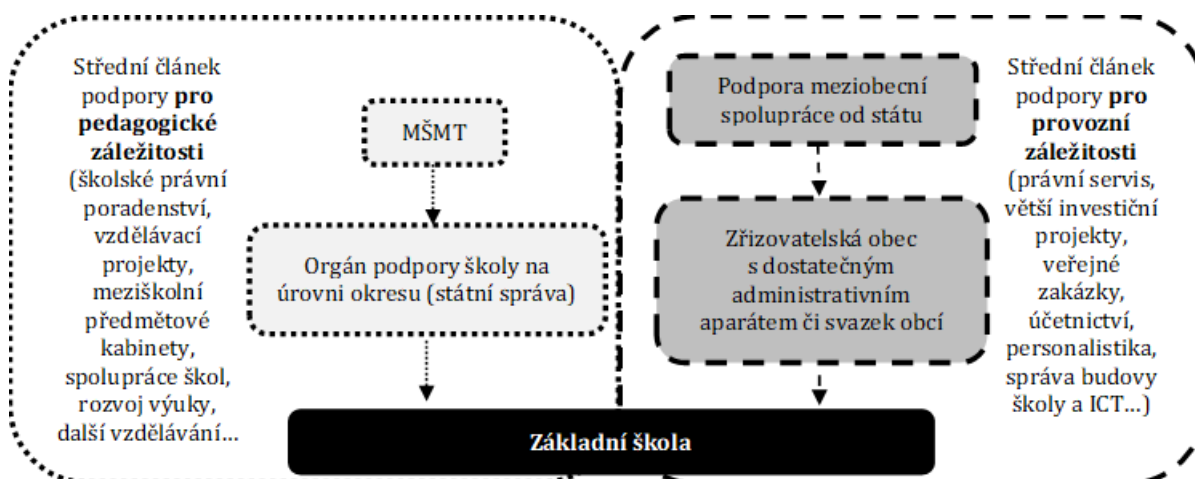 Střední článek
podpory pro
pedagogické
záležitosti
(školské právní
poradenství,
vzdělávací
projekty,
meziškolní
předmětové
kabinety,
spolupráce škol,
rozvoj výuky,
další vzdělávání…
MŠMT
Orgán podpory školy na
úrovni okresu (státní správa)
Podpora meziobecní
spolupráce od státu
Zřizovatelská obec
s dostatečným
administrativním
aparátem či svazek obcí
Střední článek
podpory pro
provozní
záležitosti
(právní servis,
větší investiční
projekty,
veřejné
zakázky,
účetnictví,
personalistika,
správa budovy
školy a ICT…)
Základní škola